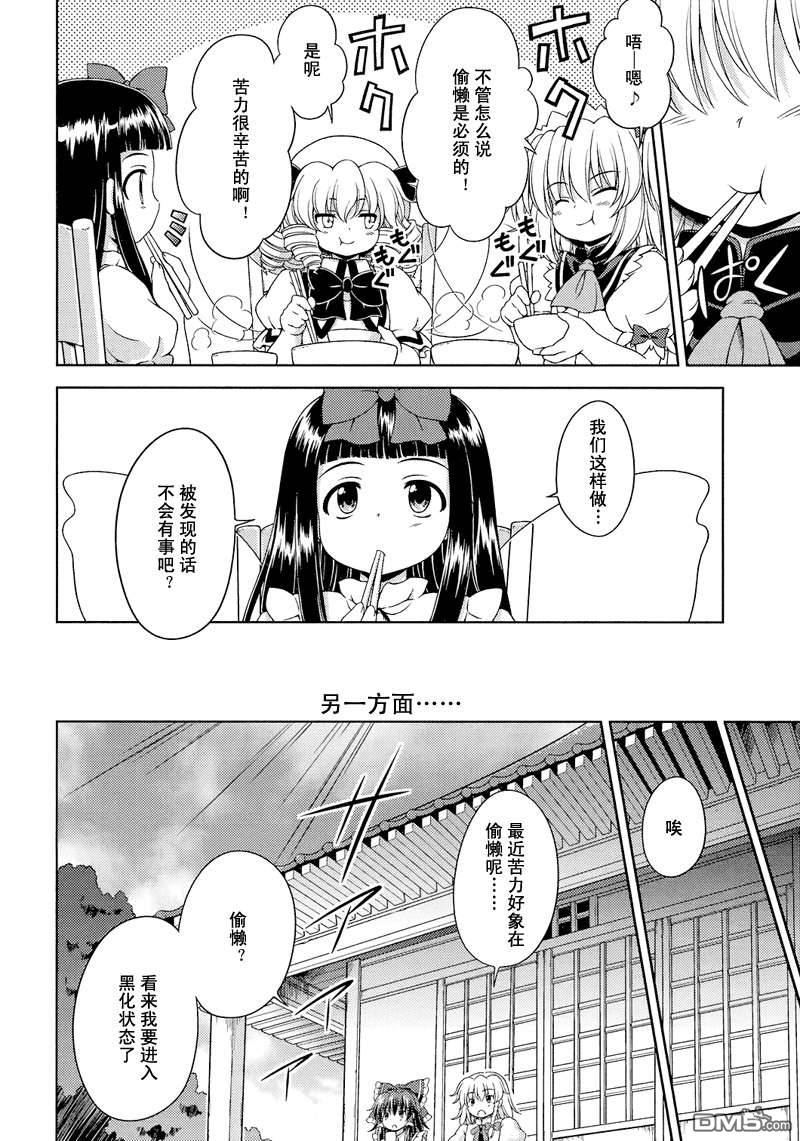 唔—嗯♪
ぱく
不管怎么说
偷懒是必须的！
もぐ
もぐ
ホク
ホク
是呢
苦力很辛苦的啊！
もぐ
もぐ
我们这样做…
被发现的话
不会有事吧？
另一方面……
唉
最近苦力好象在
偷懒呢……
偷懒？
看来我要进入
黑化状态了
DM5.com